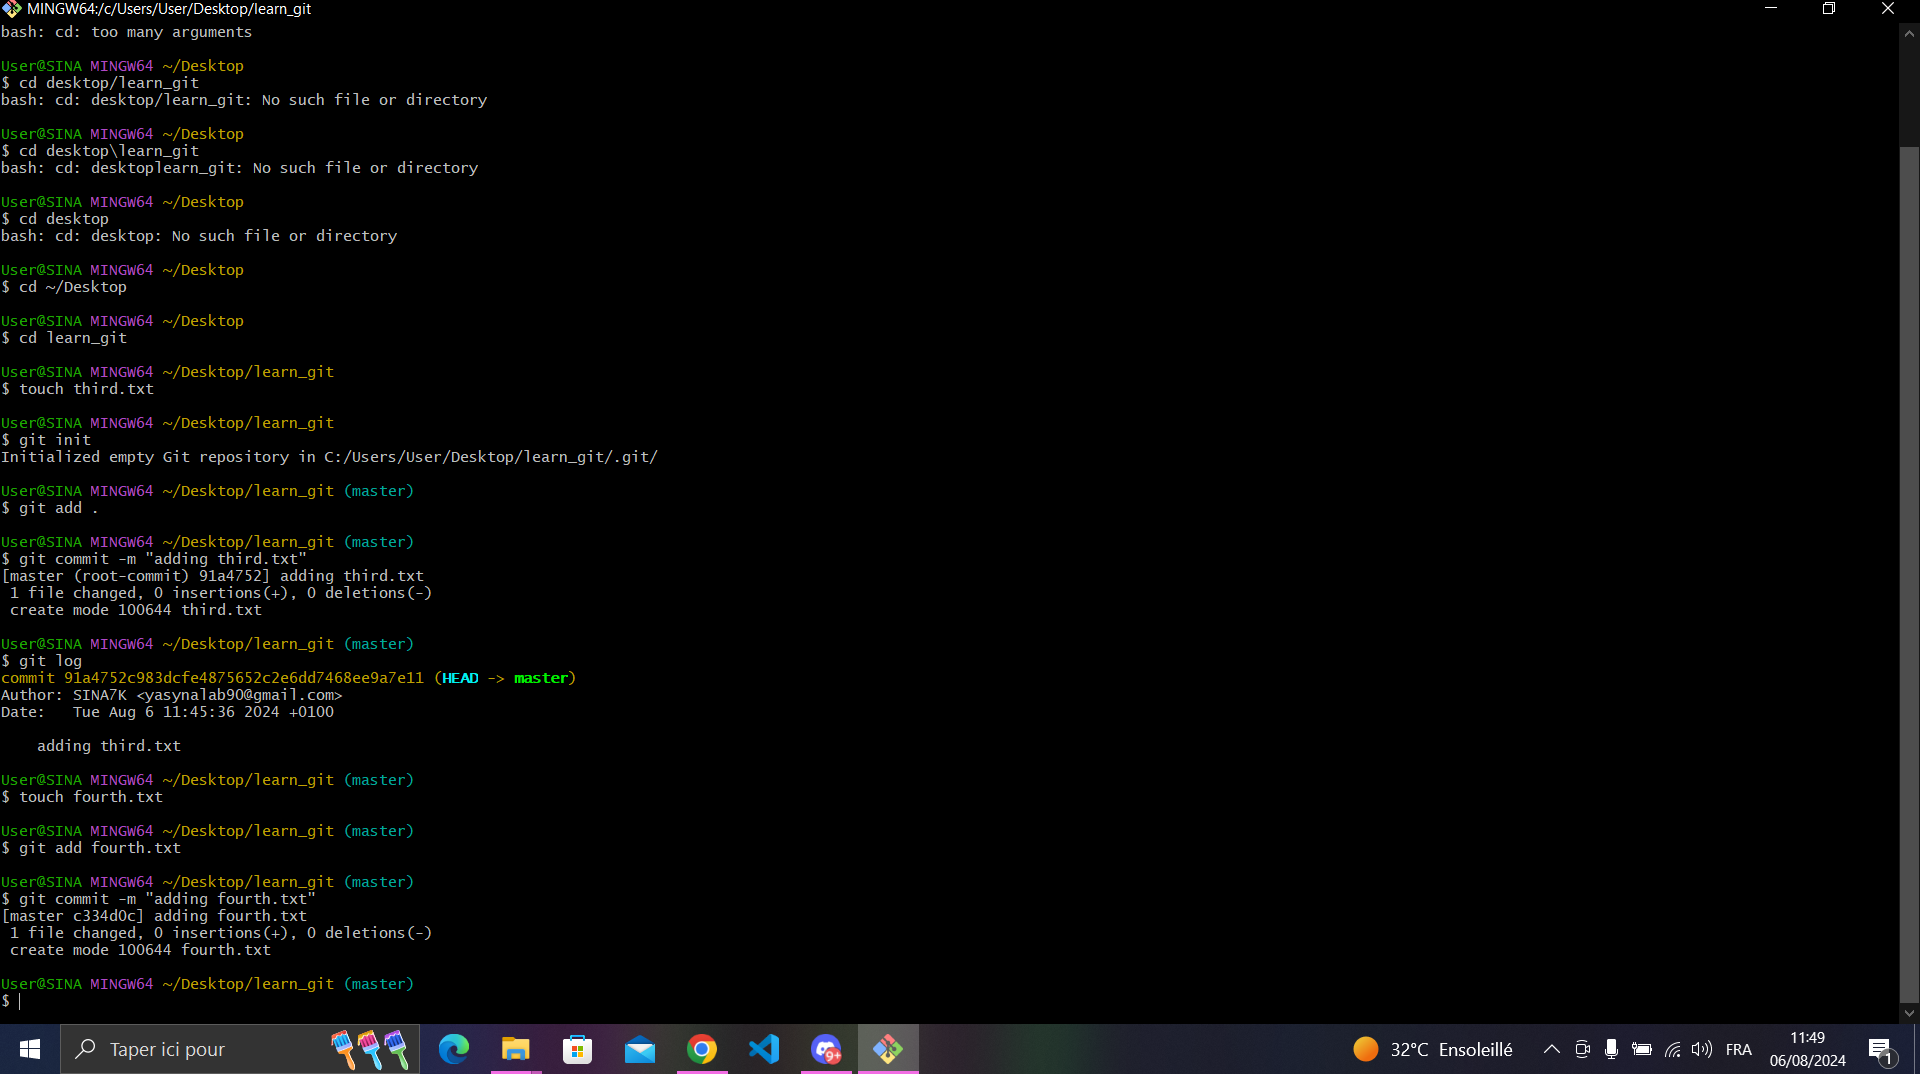 MINGW64:/c/Users/User/Desktop/learn_git
bash: cd: too many arguments
User@SINA MINGW64 ~/Desktop
$ cd desktop/learn_git
bash: cd: desktop/learn_git: No such file or directory
User@SINA MINGW64 ~/Desktop
$ cd desktop\learn_git
bash: cd: desktoplearn_git: No such file or directory
User@SINA MINGW64 ~/Desktop
$ cd desktop
bash: cd: desktop: No such file or directory
User@SINA MINGW64 ~/Desktop
$ cd ~/Desktop
User@SINA MINGW64 ~/Desktop
$ cd learn_git
User@SINA MINGW64 ~/Desktop/learn_git
$ touch third.txt
User@SINA MINGW64 ~/Desktop/learn_git
$ git init
Initialized empty Git repository in C:/Users/User/Desktop/learn_git/.git/
User@SINA MINGW64 ~/Desktop/learn_git (master)
$ git add .
User@SINA MINGW64 ~/Desktop/learn_git (master)
$ git commit -m "adding third.txt"
[master (root-commit) 91a4752] adding third.txt
 1 file changed, 0 insertions(+), 0 deletions(-)
 create mode 100644 third.txt
User@SINA MINGW64 ~/Desktop/learn_git (master)
$ git log
commit 91a4752c983dcfe4875652c2e6dd7468ee9a7e11 (HEAD -> master)
Author: SINA7K <yasynalab90@gmail.com>
Date:   Tue Aug 6 11:45:36 2024 +0100
    adding third.txt
User@SINA MINGW64 ~/Desktop/learn_git (master)
$ touch fourth.txt
User@SINA MINGW64 ~/Desktop/learn_git (master)
$ git add fourth.txt
User@SINA MINGW64 ~/Desktop/learn_git (master)
$ git commit -m "adding fourth.txt"
[master c334d0c] adding fourth.txt
 1 file changed, 0 insertions(+), 0 deletions(-)
 create mode 100644 fourth.txt
User@SINA MINGW64 ~/Desktop/learn_git (master)
$
Taper ici pour
9+
32°C Ensoleillé
FRA
11:49
06/08/2024
1